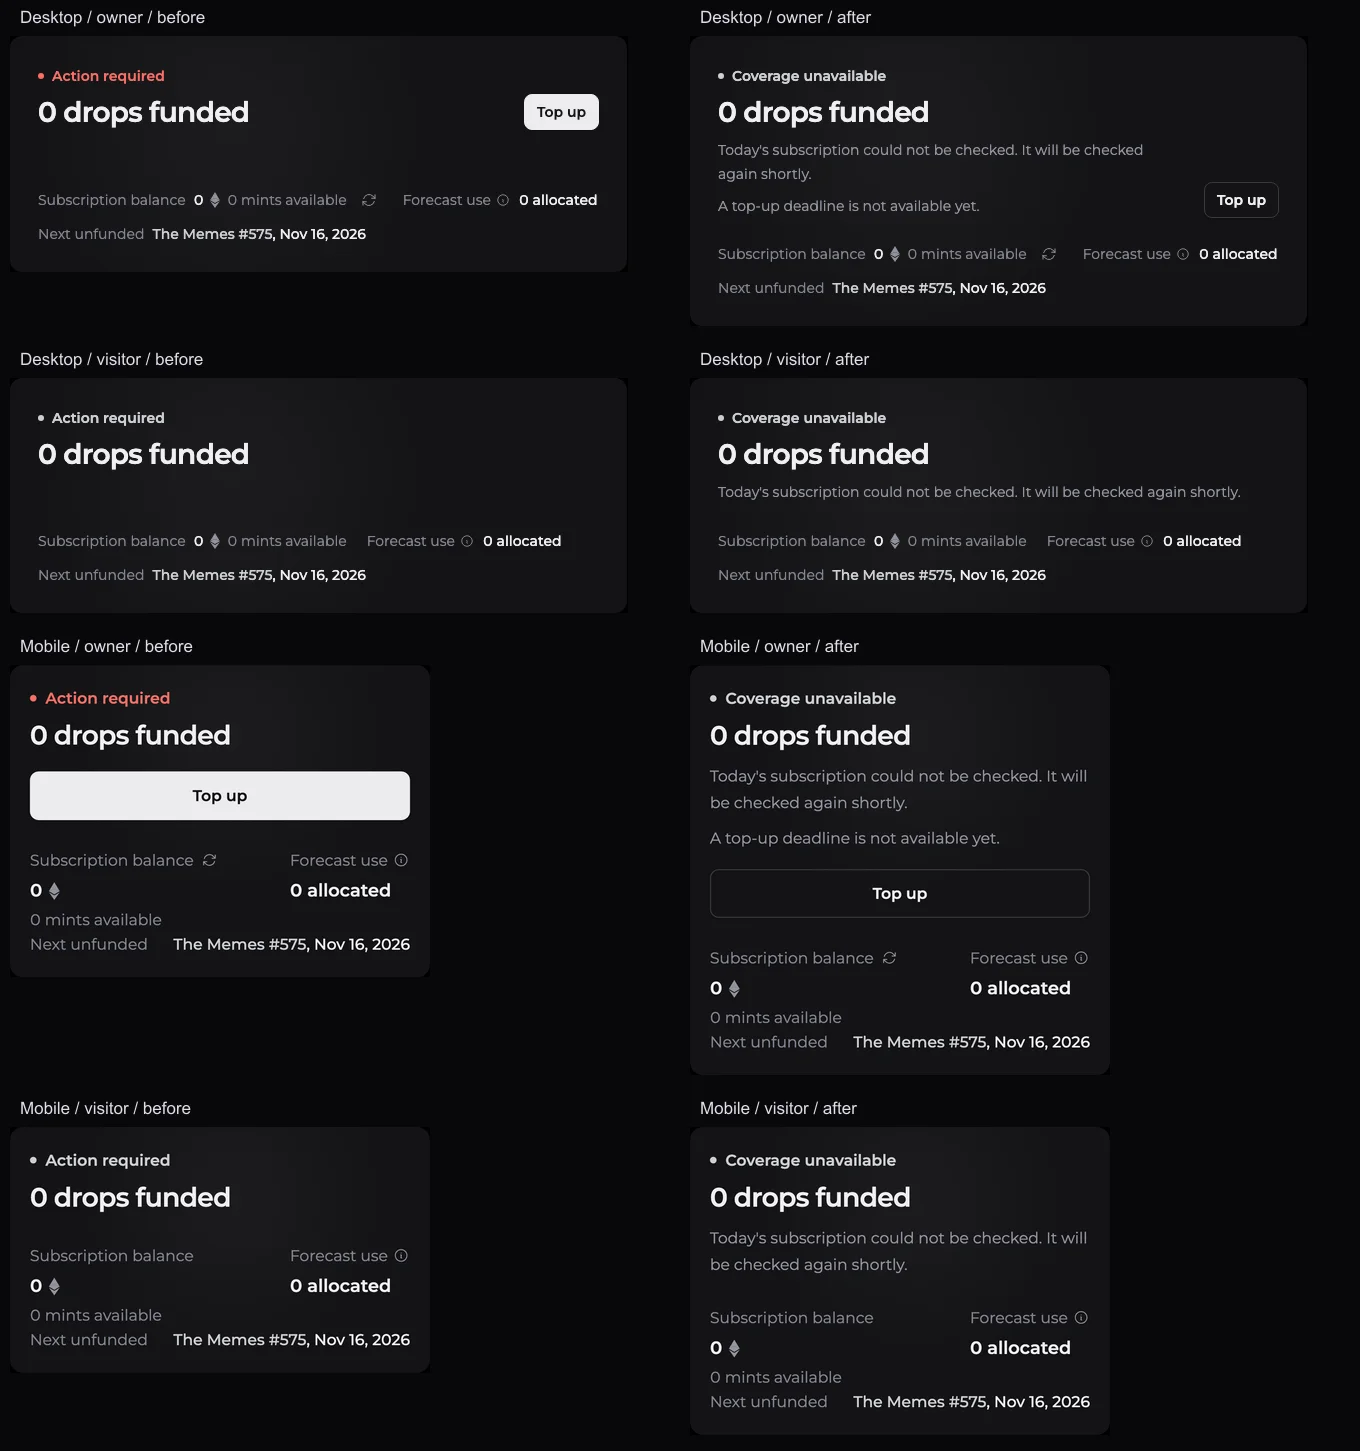 Desktop / owner / before
Action required
0 drops funded
Top up
Subscription balance 0 0 mints available Forecast use 0 allocated
Next unfunded The Memes #575, Nov 16, 2026
Desktop / owner / after
Coverage unavailable
0 drops funded
Today's subscription could not be checked. It will be checked
again shortly.
A top-up deadline is not available yet.
Top up
Subscription balance 0 0 mints available Forecast use 0 allocated
Next unfunded The Memes #575, Nov 16, 2026
Desktop / visitor / before
Action required
0 drops funded
Subscription balance 0 0 mints available Forecast use 0 allocated
Next unfunded The Memes #575, Nov 16, 2026
Desktop / visitor / after
Coverage unavailable
0 drops funded
Today's subscription could not be checked. It will be checked again shortly.
Subscription balance 0 0 mints available Forecast use 0 allocated
Next unfunded The Memes #575, Nov 16, 2026
Mobile / owner / before
Action required
0 drops funded
Top up
Subscription balance Forecast use
0 0 allocated
0 mints available
Next unfunded The Memes #575, Nov 16, 2026
Mobile / owner / after
Coverage unavailable
0 drops funded
Today's subscription could not be checked. It will
be checked again shortly.
A top-up deadline is not available yet.
Top up
Subscription balance Forecast use
0 0 allocated
0 mints available
Next unfunded The Memes #575, Nov 16, 2026
Mobile / visitor / before
Action required
0 drops funded
Subscription balance Forecast use
0 0 allocated
0 mints available
Next unfunded The Memes #575, Nov 16, 2026
Mobile / visitor / after
Coverage unavailable
0 drops funded
Today's subscription could not be checked. It will
be checked again shortly.
Subscription balance Forecast use
0 0 allocated
0 mints available
Next unfunded The Memes #575, Nov 16, 2026